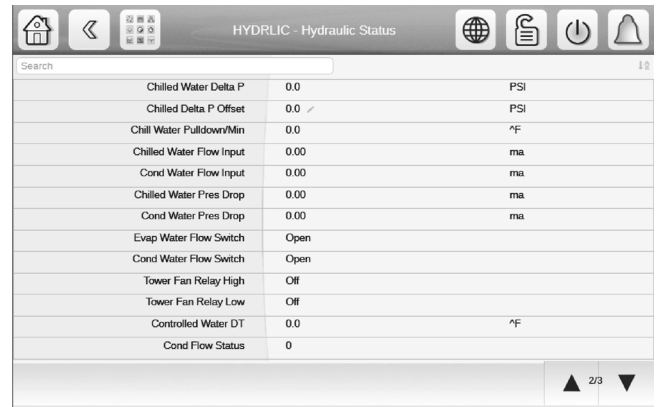 HYDRLIC - Hydraulic Status
Search
Chilled Water Delta P 0.0 PSI
Chilled Delta P Offset 0.0 PSI
Chill Water Pulldown/Min 0.0 ^F
Chilled Water Flow Input 0.00 ma
Cond Water Flow Input 0.00 ma
Chilled Water Pres Drop 0.00 ma
Cond Water Pres Drop 0.00 ma
Evap Water Flow Switch Open
Cond Water Flow Switch Open
Tower Fan Relay High Off
Tower Fan Relay Low Off
Controlled Water DT 0.0 ^F
Cond Flow Status 0
2/3